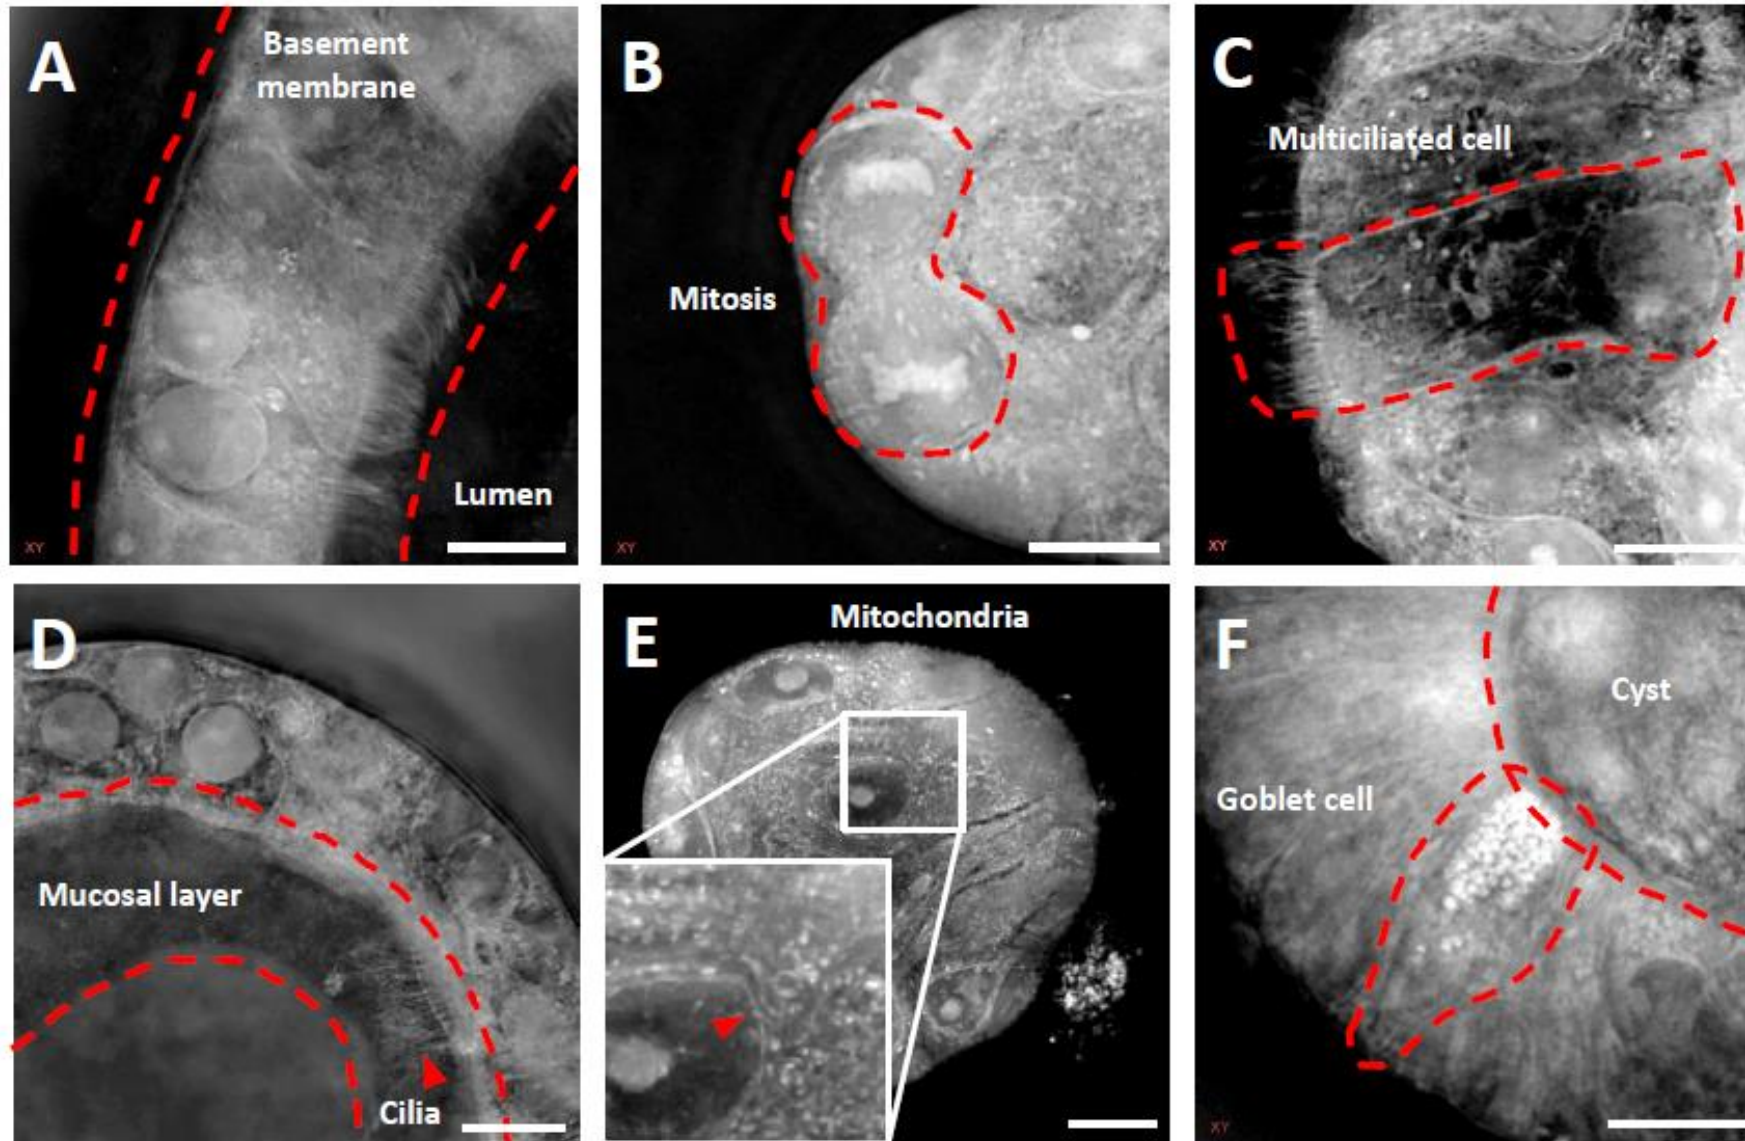 A
Basement
membrane
Lumen
XY
B
Mitosis
XY
C
Multiciliated cell
XY
D
Mucosal layer
Cilia
E
Mitochondria
F
Cyst
Goblet cell
XY